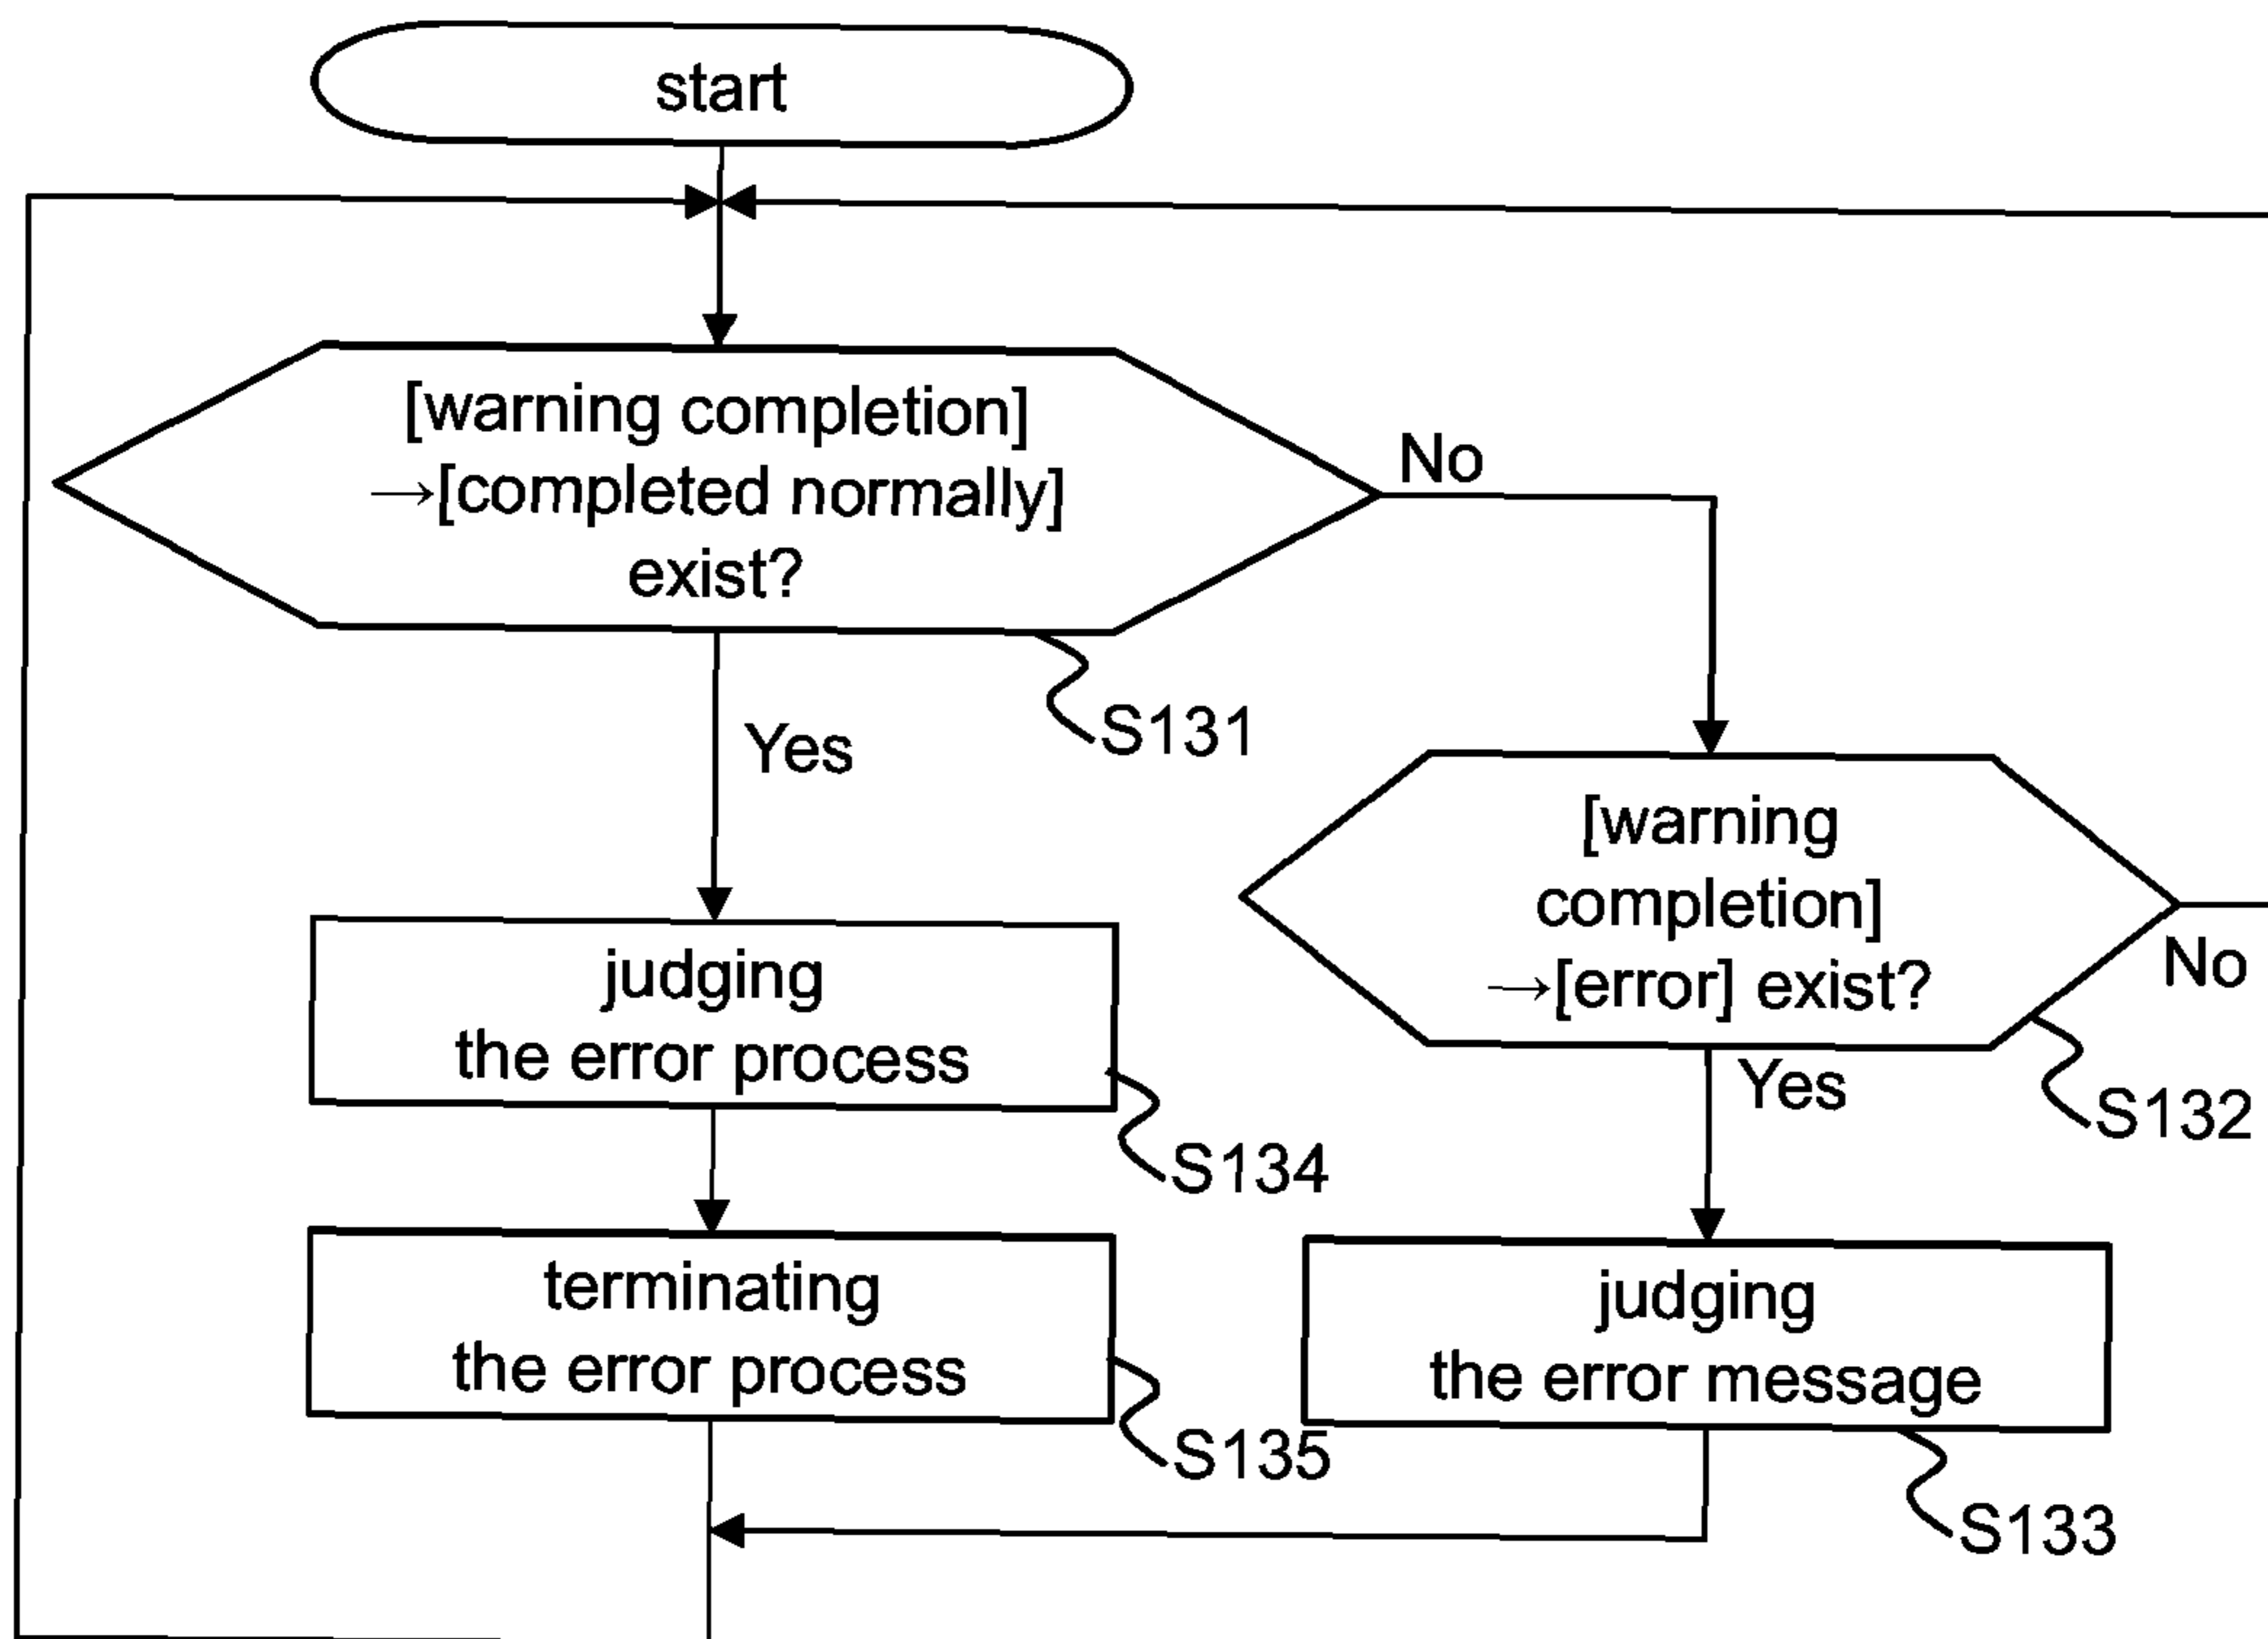 start
[warning completion]
→[completed normally]
exist?
No
S131
Yes
[warning
completion]
→[error] exist?
No
S132
Yes
judging
the error process
S134
terminating
the error process
S135
judging
the error message
S133